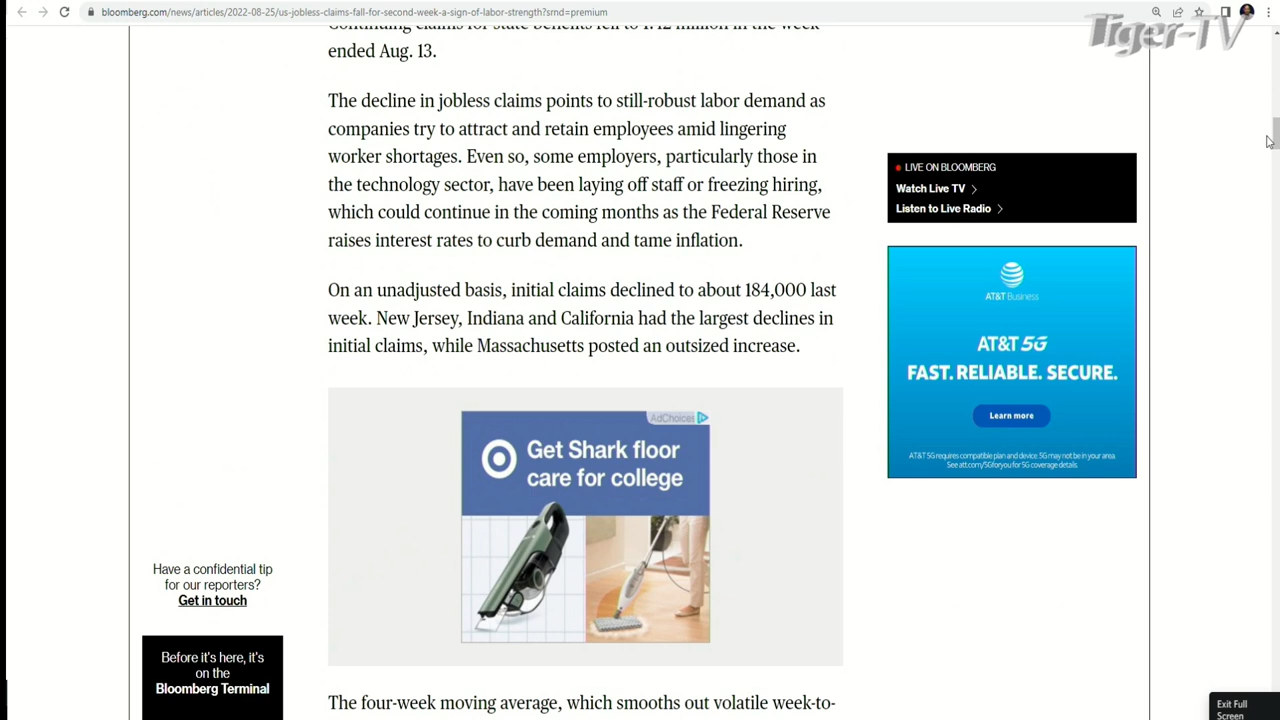 bloomberg.com/news/articles/2022-08-25/us-jobless-claims-fall-for-second-week-a-sign-of-labor-strength?srnd=premium
Tiger-TV
Continuing claims for state benefits fell to 1.42 million in the week
ended Aug. 13.
The decline in jobless claims points to still-robust labor demand as
companies try to attract and retain employees amid lingering
worker shortages. Even so, some employers, particularly those in
the technology sector, have been laying off staff or freezing hiring,
which could continue in the coming months as the Federal Reserve
raises interest rates to curb demand and tame inflation.
On an unadjusted basis, initial claims declined to about 184,000 last
week. New Jersey, Indiana and California had the largest declines in
initial claims, while Massachusetts posted an outsized increase.
AdChoices
Get Shark floor
care for college
The four-week moving average, which smooths out volatile week-to-
LIVE ON BLOOMBERG
Watch Live TV
Listen to Live Radio
AT&T Business
AT&T 5G
FAST. RELIABLE. SECURE.
Learn more
AT&T 5G requires compatible plan and device. 5G may not be in your area.
See att.com/5Gforyou for 5G coverage details.
Have a confidential tip
for our reporters?
Get in touch
Before it's here, it's
on the
Bloomberg Terminal
Exit Full
Screen